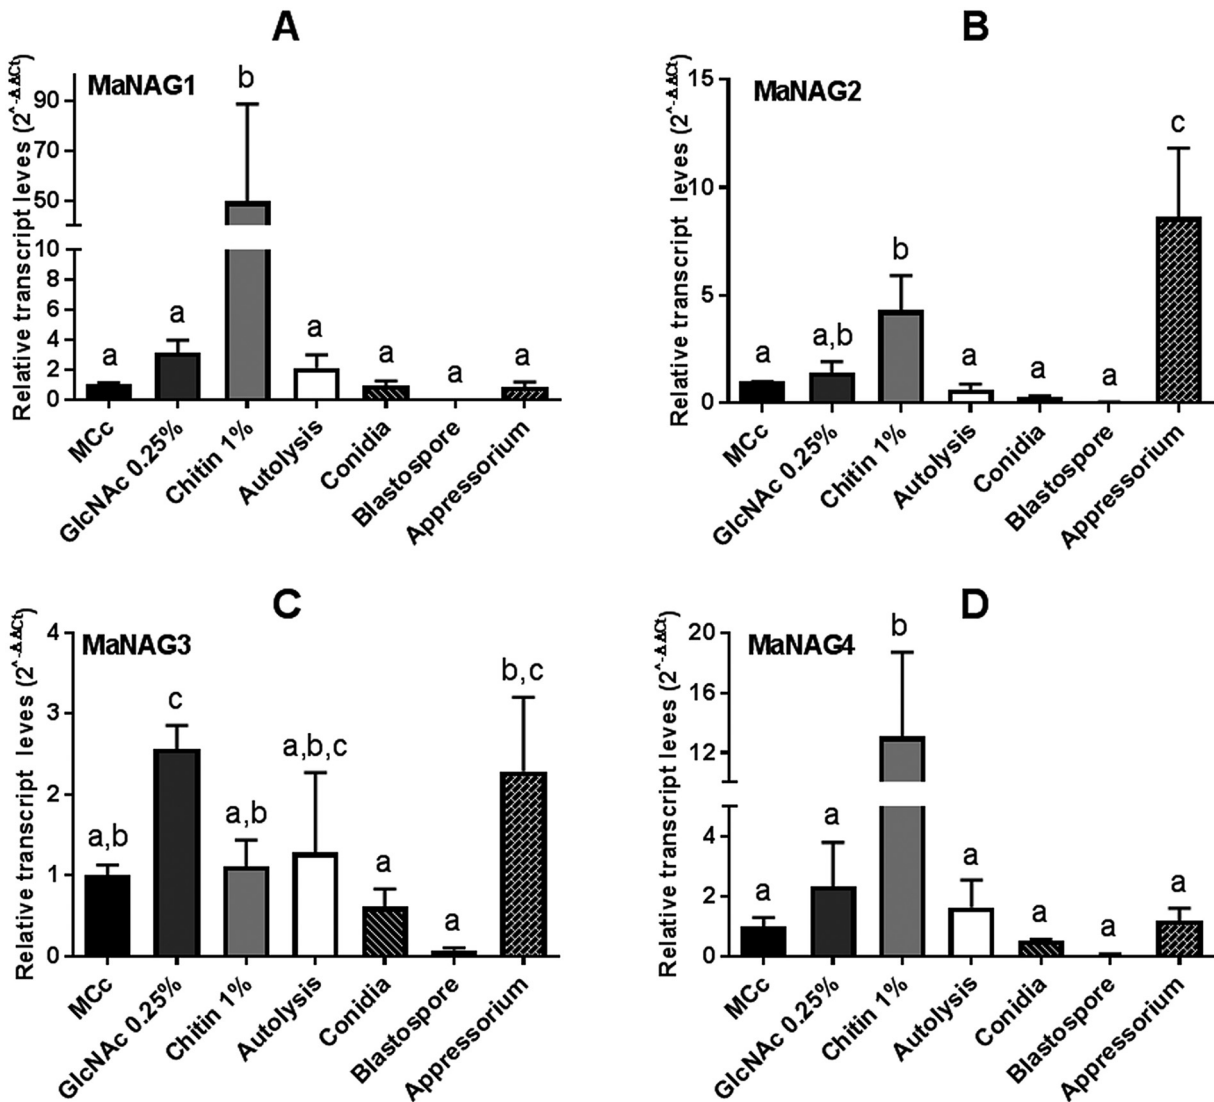 A
Relative transcript leves (2^-ΔΔCt)
MaNAG1
90
70
50
10
8
6
4
2
0
a
a
b
a
a
a
a
MCc
GlcNAc 0.25%
Chitin 1%
Autolysis
Conidia
Blastospore
Appressorium
B
Relative transcript leves (2^-ΔΔCt)
MaNAG2
15
10
5
0
a
a,b
b
a
a
a
c
MCc
GlcNAc 0.25%
Chitin 1%
Autolysis
Conidia
Blastospore
Appressorium
C
Relative transcript leves (2^-ΔΔCt)
MaNAG3
4
3
2
1
0
a,b
c
a,b
a,b,c
a
a
b,c
MCc
GlcNAc 0.25%
Chitin 1%
Autolysis
Conidia
Blastospore
Appressorium
D
Relative transcript leves (2^-ΔΔCt)
MaNAG4
20
16
12
4
2
0
a
a
b
a
a
a
a
MCc
GlcNAc 0.25%
Chitin 1%
Autolysis
Conidia
Blastospore
Appressorium